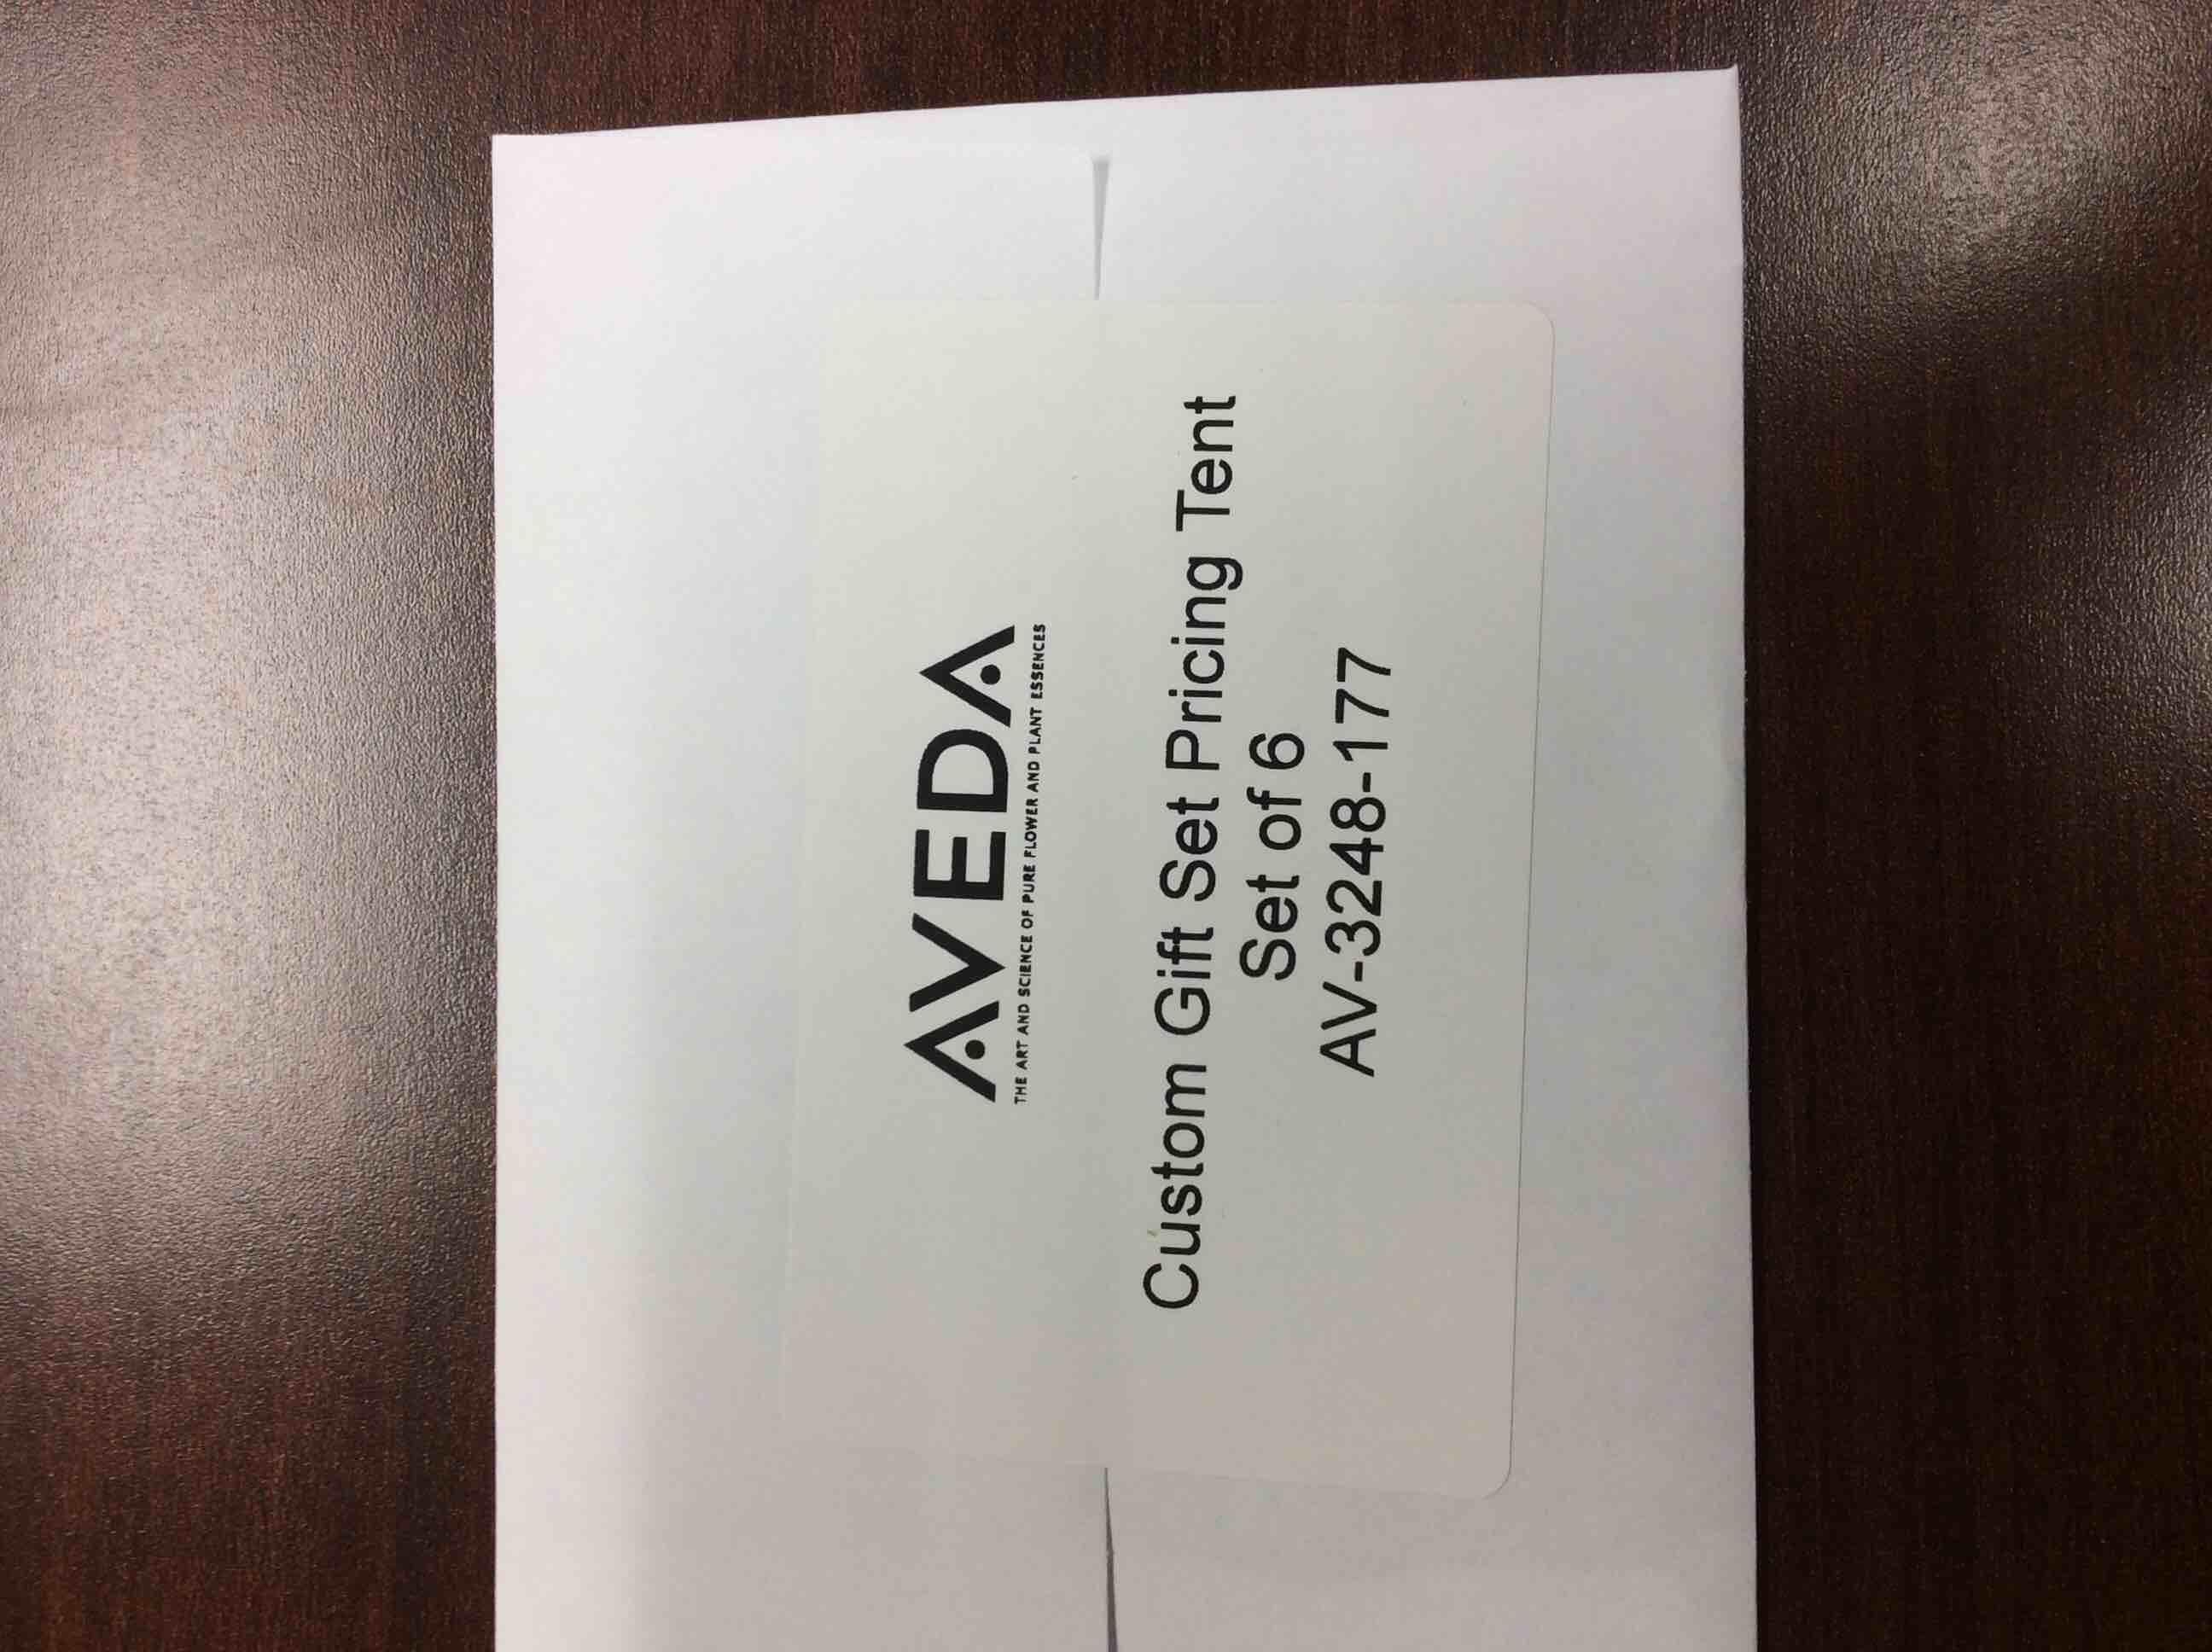 AVEDA
THE ART AND SCIENCE OF PURE FLOWER AND PLANT ESSENCES
Custom Gift Set Pricing Tent
Set of 6
AV-3248-177